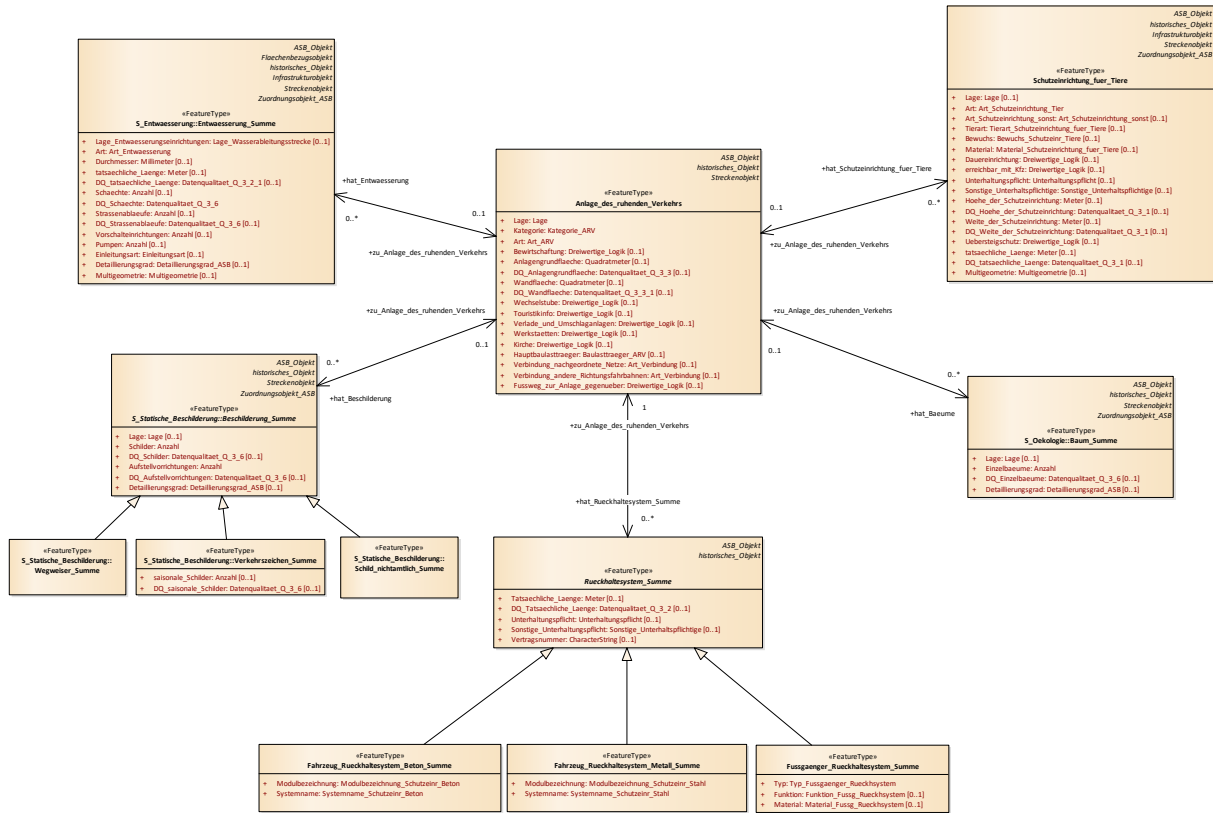 ASB_Objekt
Flaechenbezugsobjekt
historisches_Objekt
Infrastrukturobjekt
Streckenobjekt
Zuordnungsobjekt_ASB
«FeatureType»
S_Entwaesserung::Entwaesserung_Summe
+ Lage_Entwaesserungseinrichtungen: Lage_Wasserableitungsstrecke [0..1]
+ Art: Art_Entwaesserung
+ Durchmesser: Millimeter [0..1]
+ tatsaechliche_Laenge: Meter [0..1]
+ DQ_tatsaechliche_Laenge: Datenqualitaet_Q_3_2_1 [0..1]
+ Schaechte: Anzahl [0..1]
+ DQ_Schaechte: Datenqualitaet_Q_3_6
+ Strassenablaeufe: Anzahl [0..1]
+ DQ_Strassenablaeufe: Datenqualitaet_Q_3_6 [0..1]
+ Vorschalteinrichtungen: Anzahl [0..1]
+ Pumpen: Anzahl [0..1]
+ Einleitungsart: Einleitungsart [0..1]
+ Detaillierungsgrad: Detaillierungsgrad_ASB [0..1]
+ Multigeometrie: Multigeometrie [0..1]
ASB_Objekt
historisches_Objekt
Infrastrukturobjekt
Streckenobjekt
Zuordnungsobjekt_ASB
«FeatureType»
Schutzeinrichtung_fuer_Tiere
+ Lage: Lage [0..1]
+ Art: Art_Schutzeinrichtung_Tier
+ Art_Schutzeinrichtung_sonst: Art_Schutzeinrichtung_sonst [0..1]
+ Tierart: Tierart_Schutzeinrichtung_fuer_Tiere [0..1]
+ Bewuchs: Bewuchs_Schutzeinr_Tiere [0..1]
+ Material: Material_Schutzeinrichtung_fuer_Tiere [0..1]
+ Dauereinrichtung: Dreiwertige_Logik [0..1]
+ erreichbar_mit_Kfz: Dreiwertige_Logik [0..1]
+ Unterhaltungspflicht: Unterhaltungspflicht [0..1]
+ Sonstige_Unterhaltspflichtige: Sonstige_Unterhaltspflichtige [0..1]
+ Hoehe_der_Schutzeinrichtung: Meter [0..1]
+ DQ_Hoehe_der_Schutzeinrichtung: Datenqualitaet_Q_3_1 [0..1]
+ Weite_der_Schutzeinrichtung: Meter [0..1]
+ DQ_Weite_der_Schutzeinrichtung: Datenqualitaet_Q_3_1 [0..1]
+ Uebersteigschutz: Dreiwertige_Logik [0..1]
+ tatsaechliche_Laenge: Meter [0..1]
+ DQ_tatsaechliche_Laenge: Datenqualitaet_Q_3_1 [0..1]
+ Multigeometrie: Multigeometrie [0..1]
+hat_Entwaesserung
0..*
0..1
+zu_Anlage_des_ruhenden_Verkehrs
ASB_Objekt
historisches_Objekt
Streckenobjekt
«FeatureType»
Anlage_des_ruhenden_Verkehrs
+ Lage: Lage
+ Kategorie: Kategorie_ARV
+ Art: Art_ARV
+ Bewirtschaftung: Dreiwertige_Logik [0..1]
+ Anlagengrundflaeche: Quadratmeter [0..1]
+ DQ_Anlagengrundflaeche: Datenqualitaet_Q_3_3 [0..1]
+ Wandflaeche: Quadratmeter [0..1]
+ DQ_Wandflaeche: Datenqualitaet_Q_3_3_1 [0..1]
+ Wechselstube: Dreiwertige_Logik [0..1]
+ Touristikinfo: Dreiwertige_Logik [0..1]
+ Verlade_und_Umschlaganlagen: Dreiwertige_Logik [0..1]
+ Werkstaetten: Dreiwertige_Logik [0..1]
+ Kirche: Dreiwertige_Logik [0..1]
+ Hauptbaulasttraeger: Baulasttraeger_ARV [0..1]
+ Verbindung_nachgeordnete_Netze: Art_Verbindung [0..1]
+ Verbindung_andere_Richtungsfahrbahnen: Art_Verbindung [0..1]
+ Fussweg_zur_Anlage_gegenueber: Dreiwertige_Logik [0..1]
+hat_Schutzeinrichtung_fuer_Tiere
0..1
0..*
+zu_Anlage_des_ruhenden_Verkehrs
+zu_Anlage_des_ruhenden_Verkehrs
0..1
0..*
+hat_Beschilderung
+zu_Anlage_des_ruhenden_Verkehrs
0..1
0..*
+hat_Baeume
ASB_Objekt
historisches_Objekt
Streckenobjekt
Zuordnungsobjekt_ASB
«FeatureType»
S_Statische_Beschilderung::Beschilderung_Summe
+ Lage: Lage [0..1]
+ Schilder: Anzahl
+ DQ_Schilder: Datenqualitaet_Q_3_6 [0..1]
+ Aufstellvorrichtungen: Anzahl
+ DQ_Aufstellvorrichtungen: Datenqualitaet_Q_3_6 [0..1]
+ Detaillierungsgrad: Detaillierungsgrad_ASB [0..1]
ASB_Objekt
historisches_Objekt
Streckenobjekt
Zuordnungsobjekt_ASB
«FeatureType»
S_Oekologie::Baum_Summe
+ Lage: Lage [0..1]
+ Einzelbaeume: Anzahl
+ DQ_Einzelbaeume: Datenqualitaet_Q_3_6 [0..1]
+ Detaillierungsgrad: Detaillierungsgrad_ASB [0..1]
1
+zu_Anlage_des_ruhenden_Verkehrs
+hat_Rueckhaltesystem_Summe
0..*
«FeatureType»
S_Statische_Beschilderung::
Wegweiser_Summe
«FeatureType»
S_Statische_Beschilderung::Verkehrszeichen_Summe
+ saisonale_Schilder: Anzahl [0..1]
+ DQ_saisonale_Schilder: Datenqualitaet_Q_3_6 [0..1]
«FeatureType»
S_Statische_Beschilderung::
Schild_nichtamtlich_Summe
ASB_Objekt
historisches_Objekt
«FeatureType»
Rueckhaltesystem_Summe
+ Tatsaechliche_Laenge: Meter [0..1]
+ DQ_Tatsaechliche_Laenge: Datenqualitaet_Q_3_2 [0..1]
+ Unterhaltungspflicht: Unterhaltungspflicht [0..1]
+ Sonstige_Unterhaltungspflicht: Sonstige_Unterhaltspflichtige [0..1]
+ Vertragsnummer: CharacterString [0..1]
«FeatureType»
Fahrzeug_Rueckhaltesystem_Beton_Summe
+ Modulbezeichnung: Modulbezeichnung_Schutzeinr_Beton
+ Systemname: Systemname_Schutzeinr_Beton
«FeatureType»
Fahrzeug_Rueckhaltesystem_Metall_Summe
+ Modulbezeichnung: Modulbezeichnung_Schutzeinr_Stahl
+ Systemname: Systemname_Schutzeinr_Stahl
«FeatureType»
Fussgaenger_Rueckhaltesystem_Summe
+ Typ: Typ_Fussgaenger_Rueckhsystem
+ Funktion: Funktion_Fussg_Rueckhsystem [0..1]
+ Material: Material_Fussg_Rueckhsystem [0..1]